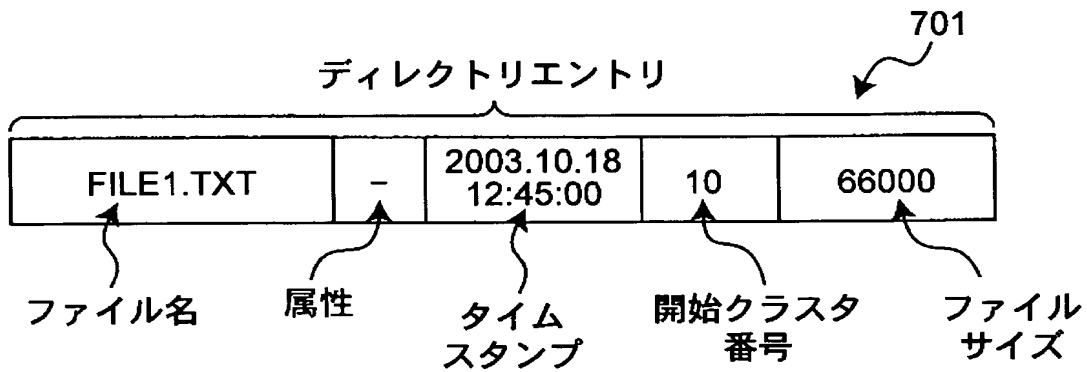 701
ディレクトリエントリ
FILE1.TXT
–
2003.10.18
12:45:00
10
66000
ファイル名
属性
タイム
スタンプ
開始クラスタ
番号
ファイル
サイズ